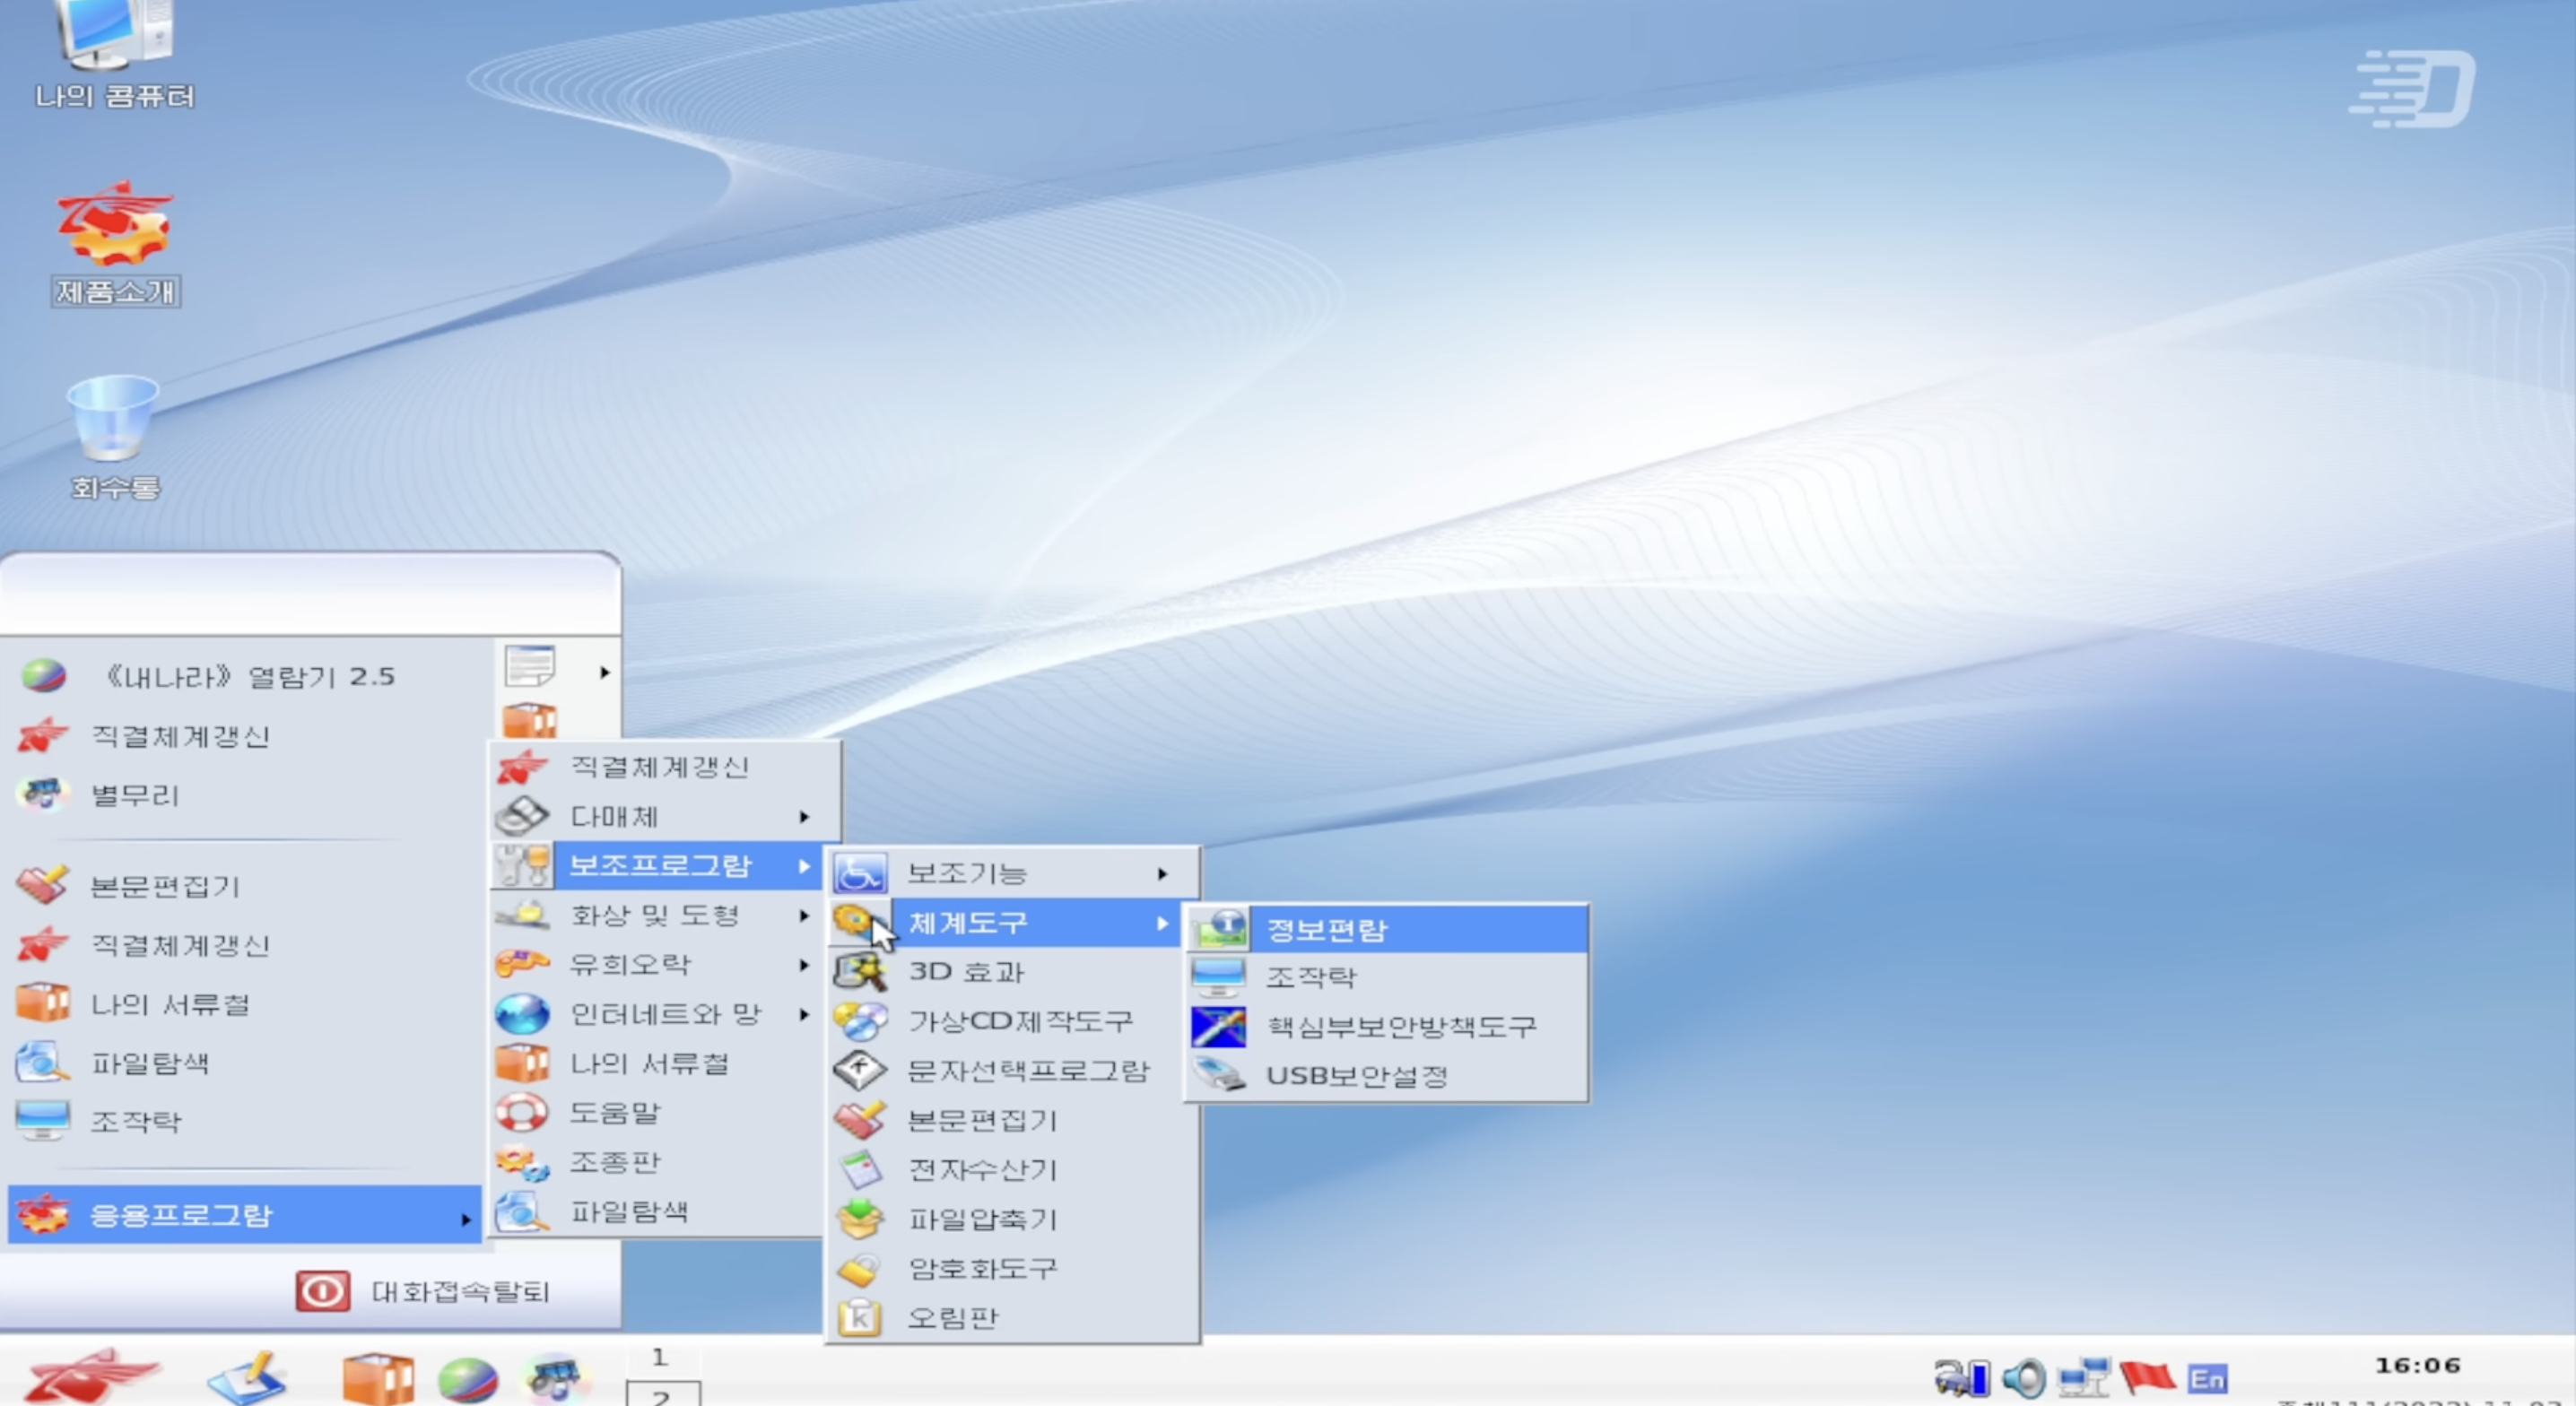 나의 콤퓨터
제품소개
회수통
《내나라》 열람기 2.5
직결체계갱신
별무리
본문편집기
직결체계갱신
나의 서류철
파일탐색
조작탁
응용프로그람
대화접속탈퇴
직결체계갱신
다매체
보조프로그람
화상 및 도형
유희오락
인터네트와 망
나의 서류철
도움말
조종판
파일탐색
보조기능
체계도구
3D 효과
가상CD제작도구
문자선택프로그람
본문편집기
전자수산기
파일압축기
암호화도구
오림판
정보편람
조작탁
핵심부보안방책도구
USB보안설정
1
2
En
16:06